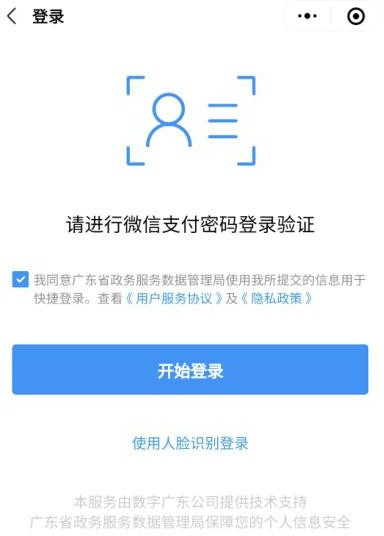 登录
请进行微信支付密码登录验证
我同意广东省政务服务数据管理局使用我所提交的信息用于
快捷登录。查看《用户服务协议》及《隐私政策》
开始登录
使用人脸识别登录
本服务由数字广东公司提供技术支持
广东省政务服务数据管理局保障您的个人信息安全